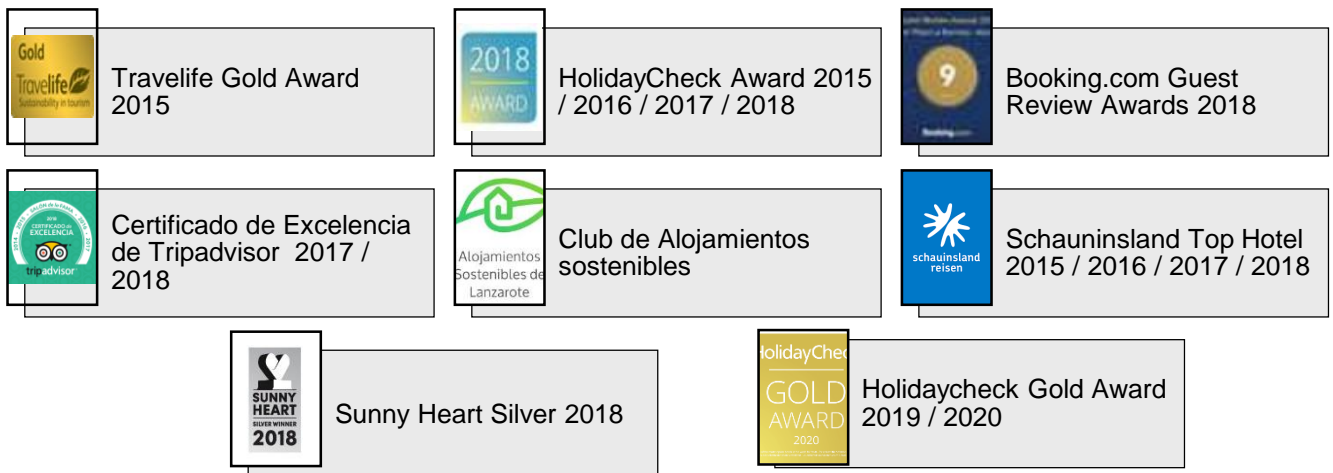 Gold
Travelife
Sustainability in tourism
Travelife Gold Award
2015
2018
AWARD
HolidayCheck Award 2015
/ 2016 / 2017 / 2018
9
Booking.com
Booking.com Guest
Review Awards 2018
CERTIFICADO de
EXCELENCIA
tripadvisor
Certificado de Excelencia
de Tripadvisor 2017 /
2018
Alojamientos
Sostenibles de
Lanzarote
Club de Alojamientos
sostenibles
schauinsland
reisen
Schauninsland Top Hotel
2015 / 2016 / 2017 / 2018
SUNNY
HEART
SILVER WINNER
2018
Sunny Heart Silver 2018
HolidayChe
GOLD
AWARD
2020
Holidaycheck Gold Award
2019 / 2020